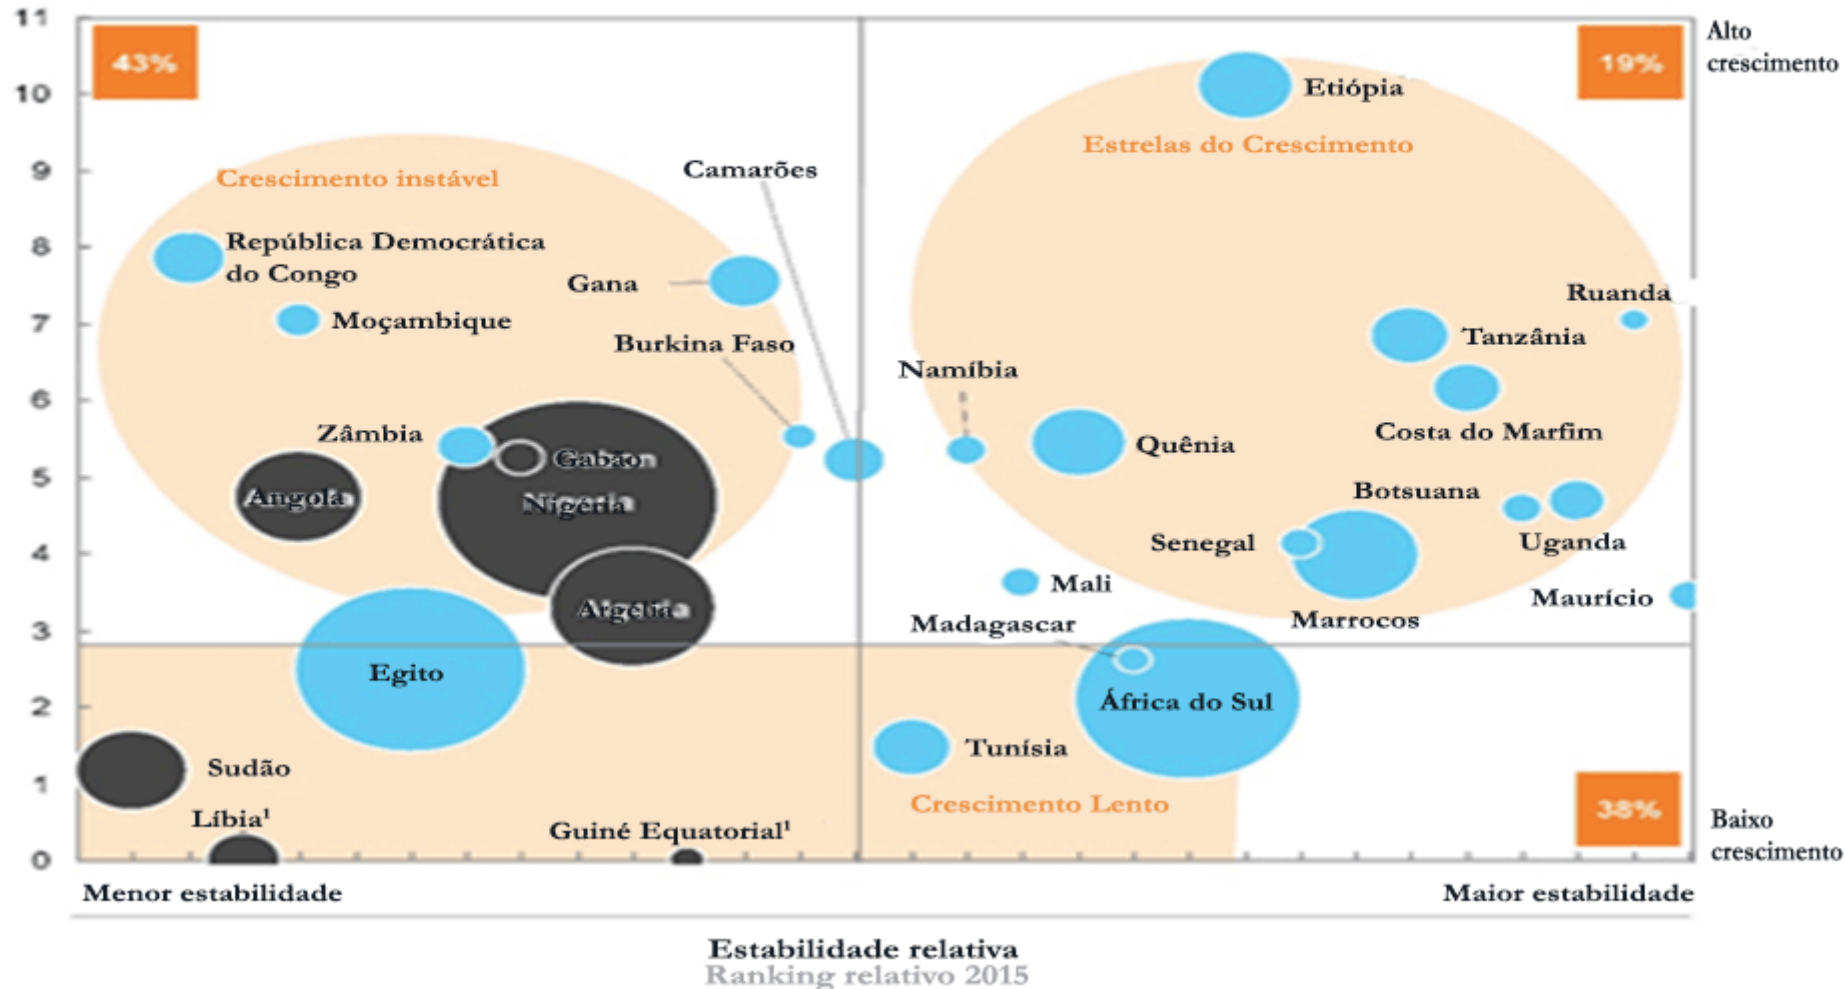 11
43%
19%
Alto
crescimento
10
Etiópia
Estrelas do Crescimento
9
Camarões
Crescimento instável
8
República Democrática
do Congo
Gana
Ruanda
7
Moçambique
Tanzânia
Burkina Faso
Namíbia
6
Zâmbia
Costa do Marfim
Quênia
Gabão
5
Angola
Nigéria
Botsuana
Senegal
Uganda
4
Mali
Maurício
Argélia
Madagascar
Marrocos
3
Egito
2
África do Sul
Tunísia
Sudão
1
Crescimento Lento
38%
Líbia¹
Guiné Equatorial¹
Baixo
crescimento
0
Menor estabilidade
Maior estabilidade
Estabilidade relativa
Ranking relativo 2015